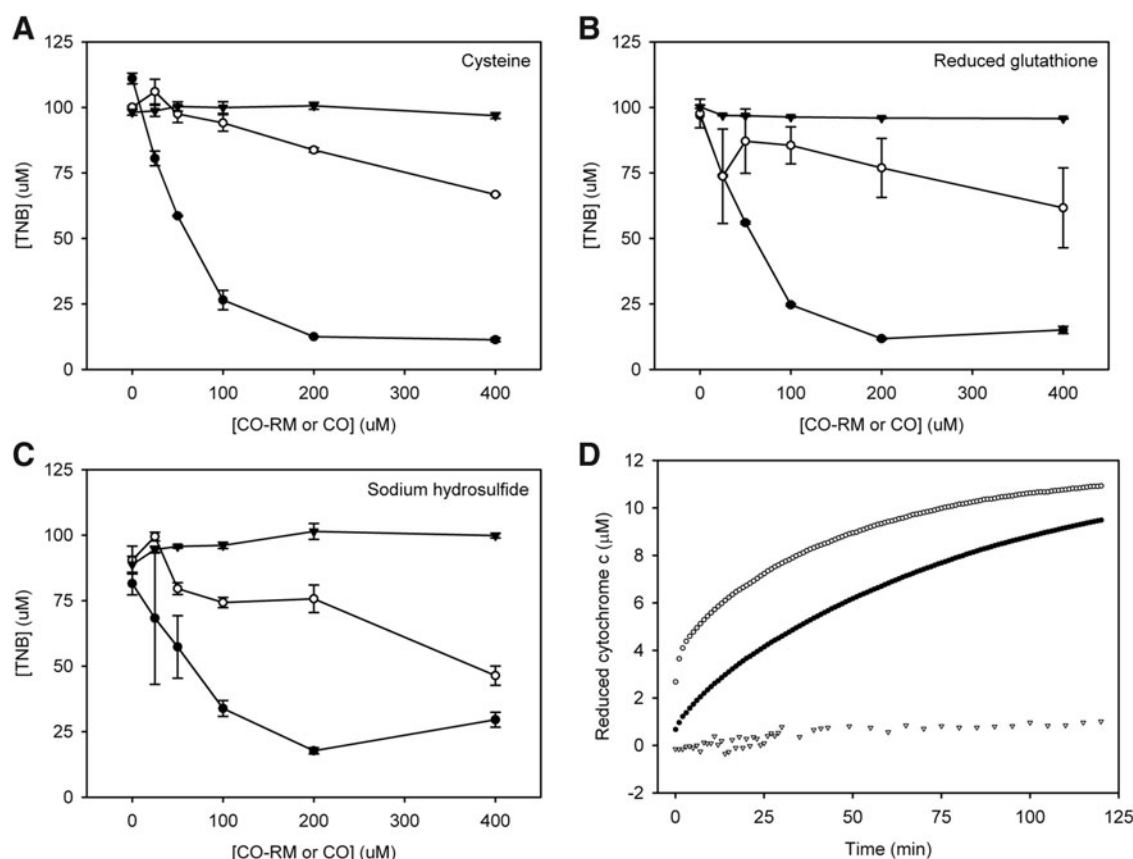 A
Cysteine
125
100
75
50
25
0
[TNB] (uM)
0 100 200 300 400
[CO-RM or CO] (uM)
B
Reduced glutathione
125
100
75
50
25
0
[TNB] (uM)
0 100 200 300 400
[CO-RM or CO] (uM)
C
Sodium hydrosulfide
125
100
75
50
25
0
[TNB] (uM)
0 100 200 300 400
[CO-RM or CO] (uM)
D
12
10
8
6
4
2
0
-2
Reduced cytochrome c (μM)
0 25 50 75 100 125
Time (min)